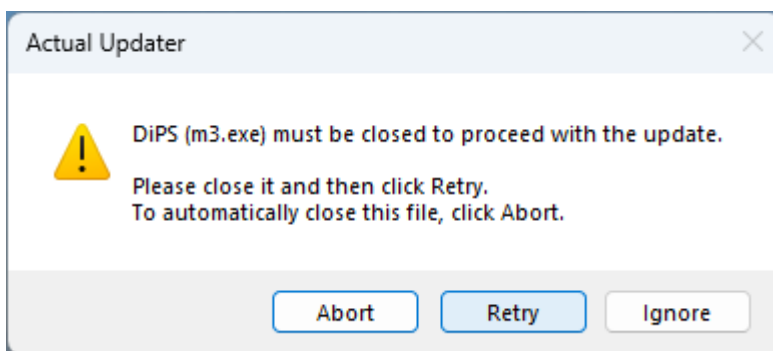 Actual Updater
DiPS (m3.exe) must be closed to proceed with the update.
Please close it and then click Retry.
To automatically close this file, click Abort.
Abort Retry Ignore